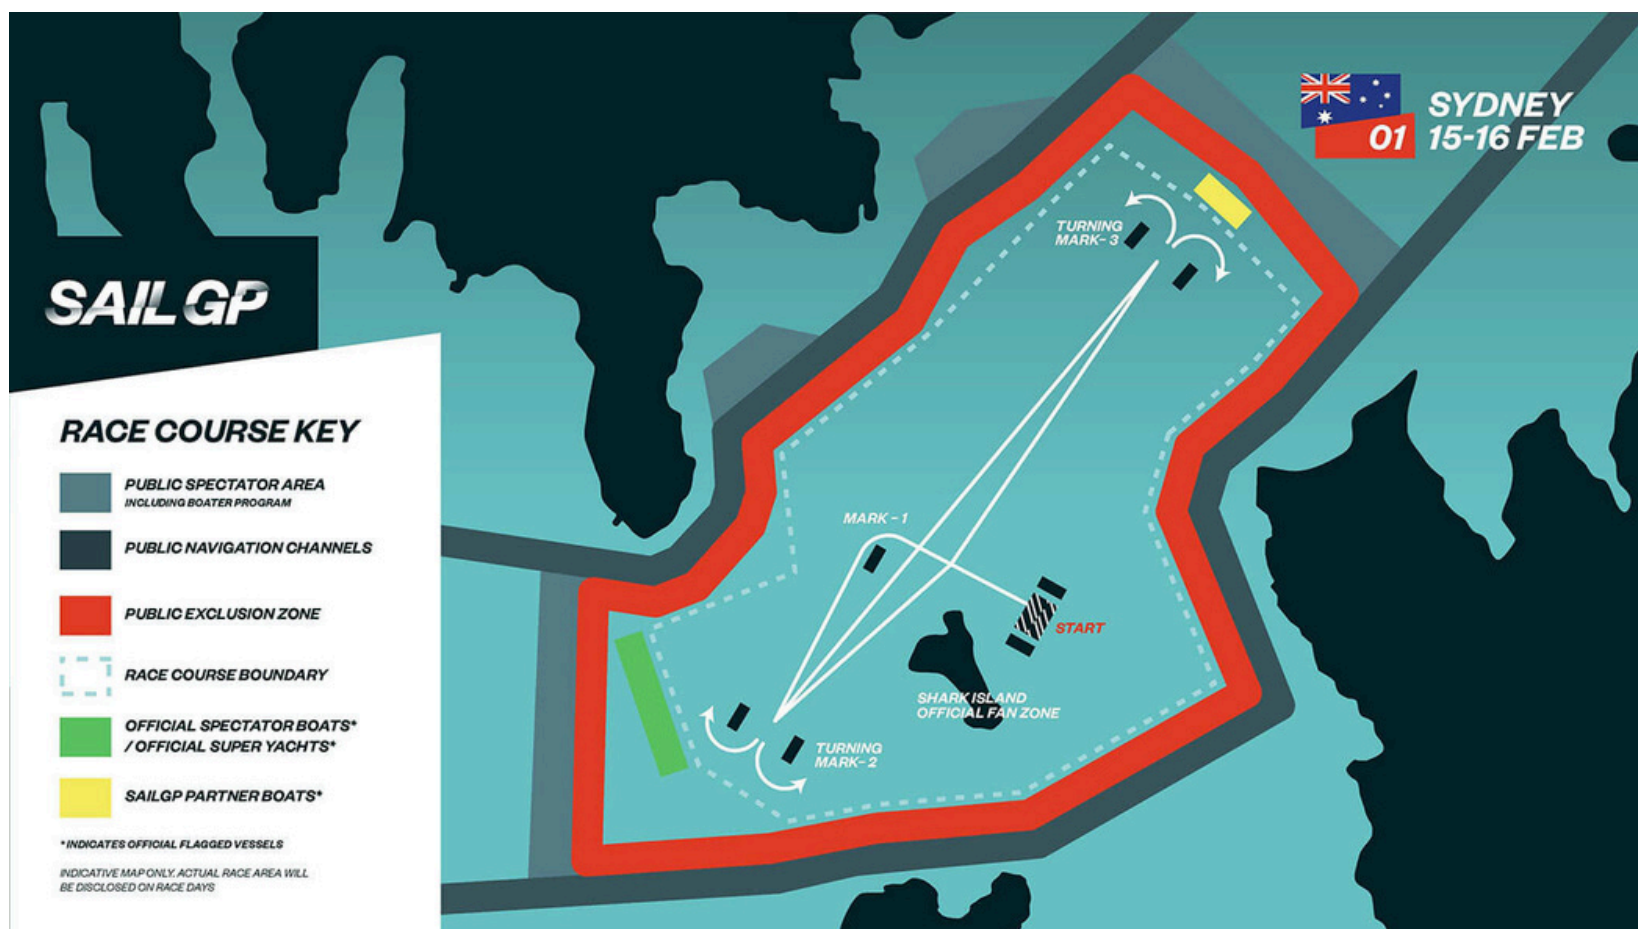 SAIL GP
RACE COURSE KEY
PUBLIC SPECTATOR AREA
INCLUDING BOATER PROGRAM
PUBLIC NAVIGATION CHANNELS
PUBLIC EXCLUSION ZONE
RACE COURSE BOUNDARY
OFFICIAL SPECTATOR BOATS*
/ OFFICIAL SUPER YACHTS*
SAILGP PARTNER BOATS*
*INDICATES OFFICIAL FLAGGED VESSELS
INDICATIVE MAP ONLY. ACTUAL RACE AREA WILL
BE DISCLOSED ON RACE DAYS
01
SYDNEY
15-16 FEB
TURNING
MARK-3
MARK-1
START
SHARK ISLAND
OFFICIAL FAN ZONE
TURNING
MARK-2